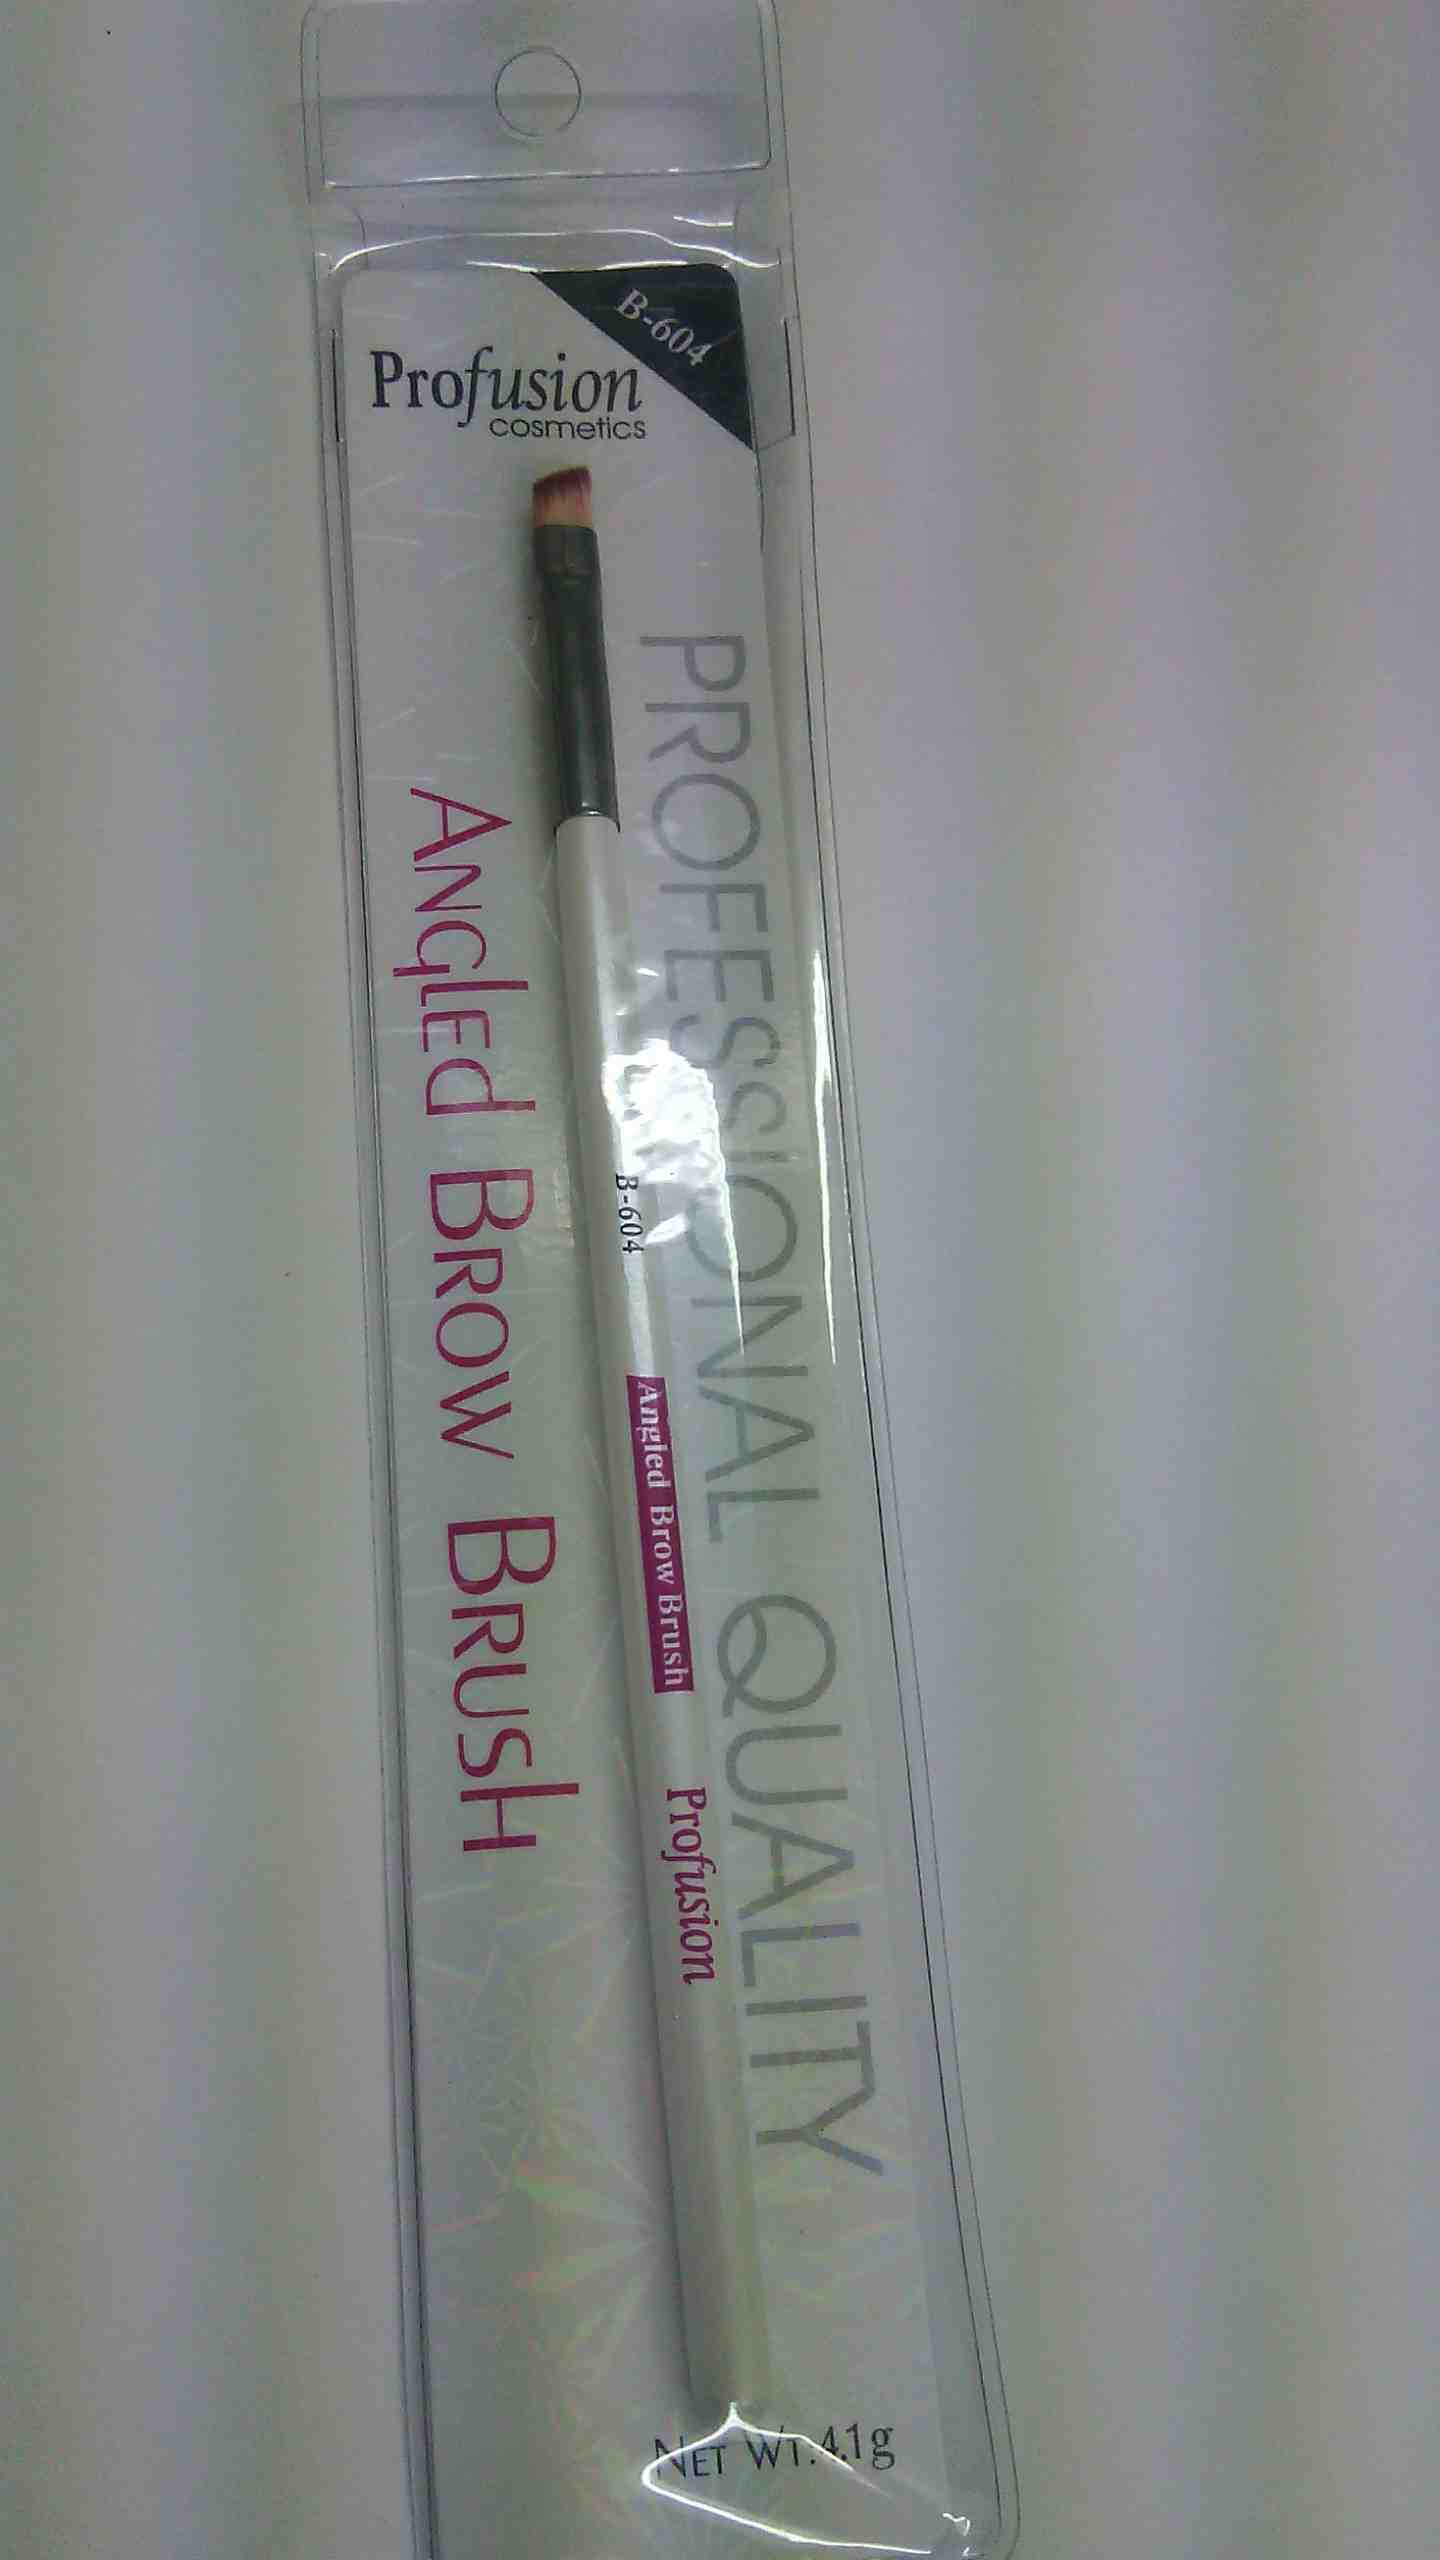 B-604
Profusion
cosmetics
PROFESSIONAL QUALITY
ANGLED BROW BRUSH
B-604
Angled Brow Brush
Profusion
NET WT. 4.1g